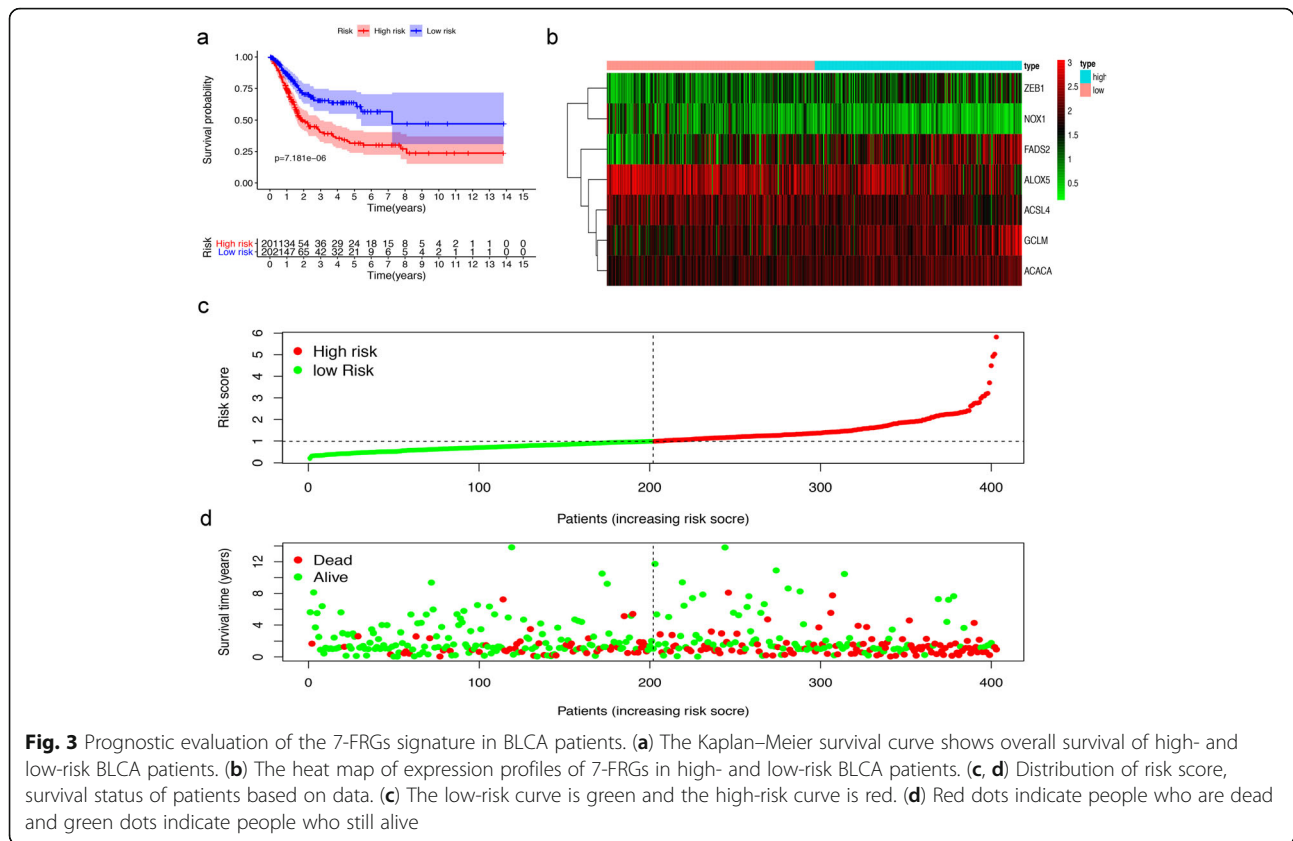 a
Risk High risk Low risk
Survival probability
1.00
0.75
0.50
0.25
0.00
p=7.181e−06
0 1 2 3 4 5 6 7 8 9 10 11 12 13 14 15
Time(years)
Risk
High risk 201 134 54 36 29 24 18 15 8 5 4 2 1 1 0 0
Low risk 202 147 65 42 32 21 9 6 5 4 2 1 1 1 0 0
0 1 2 3 4 5 6 7 8 9 10 11 12 13 14 15
Time(years)
b
type
ZEB1
NOX1
FADS2
ALOX5
ACSL4
GCLM
ACACA
3
2.5
2
1.5
1
0.5
type
high
low
c
Risk score
6
5
4
3
2
1
0
High risk
low Risk
0 100 200 300 400
Patients (increasing risk socre)
d
Survival time (years)
12
8
4
0
Dead
Alive
0 100 200 300 400
Patients (increasing risk socre)
Fig. 3 Prognostic evaluation of the 7-FRGs signature in BLCA patients. (a) The Kaplan–Meier survival curve shows overall survival of high- and
low-risk BLCA patients. (b) The heat map of expression profiles of 7-FRGs in high- and low-risk BLCA patients. (c, d) Distribution of risk score,
survival status of patients based on data. (c) The low-risk curve is green and the high-risk curve is red. (d) Red dots indicate people who are dead
and green dots indicate people who still alive